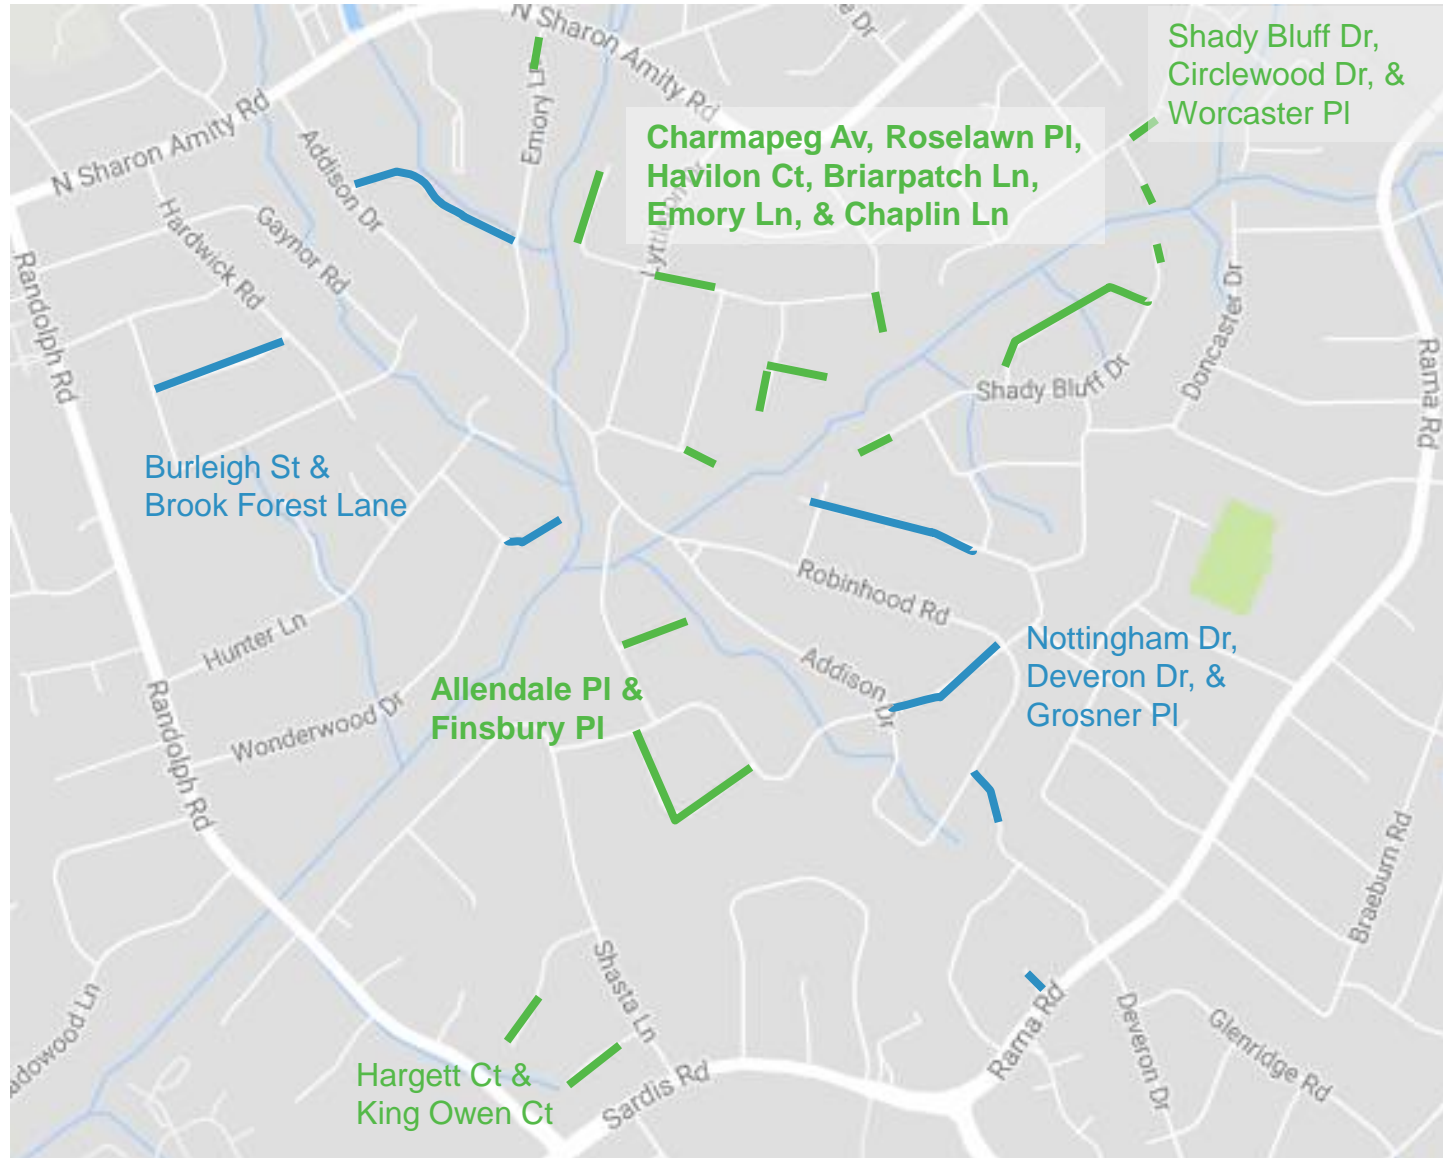 N Sharon Amity Rd
Shady Bluff Dr,
Circlewood Dr, &
Worcaster Pl
N Sharon Amity Rd
Emory Ln
Addison Dr
Charmapeg Av, Roselawn Pl,
Havilon Ct, Briarpatch Ln,
Emory Ln, & Chaplin Ln
Hardwick Rd
Gaynor Rd
Randolph Rd
Shady Bluff Dr
Doncaster Dr
Rama Rd
Burleigh St &
Brook Forest Lane
Robinhood Rd
Hunter Ln
Addison Dr
Nottingham Dr,
Deveron Dr, &
Grosner Pl
Allendale Pl &
Finsbury Pl
Wonderwood Dr
Randolph Rd
Braeburn Rd
Shasta Ln
Rama Rd
Deveron Dr
Glenridge Rd
adowood Ln
Hargett Ct &
King Owen Ct
Sardis Rd